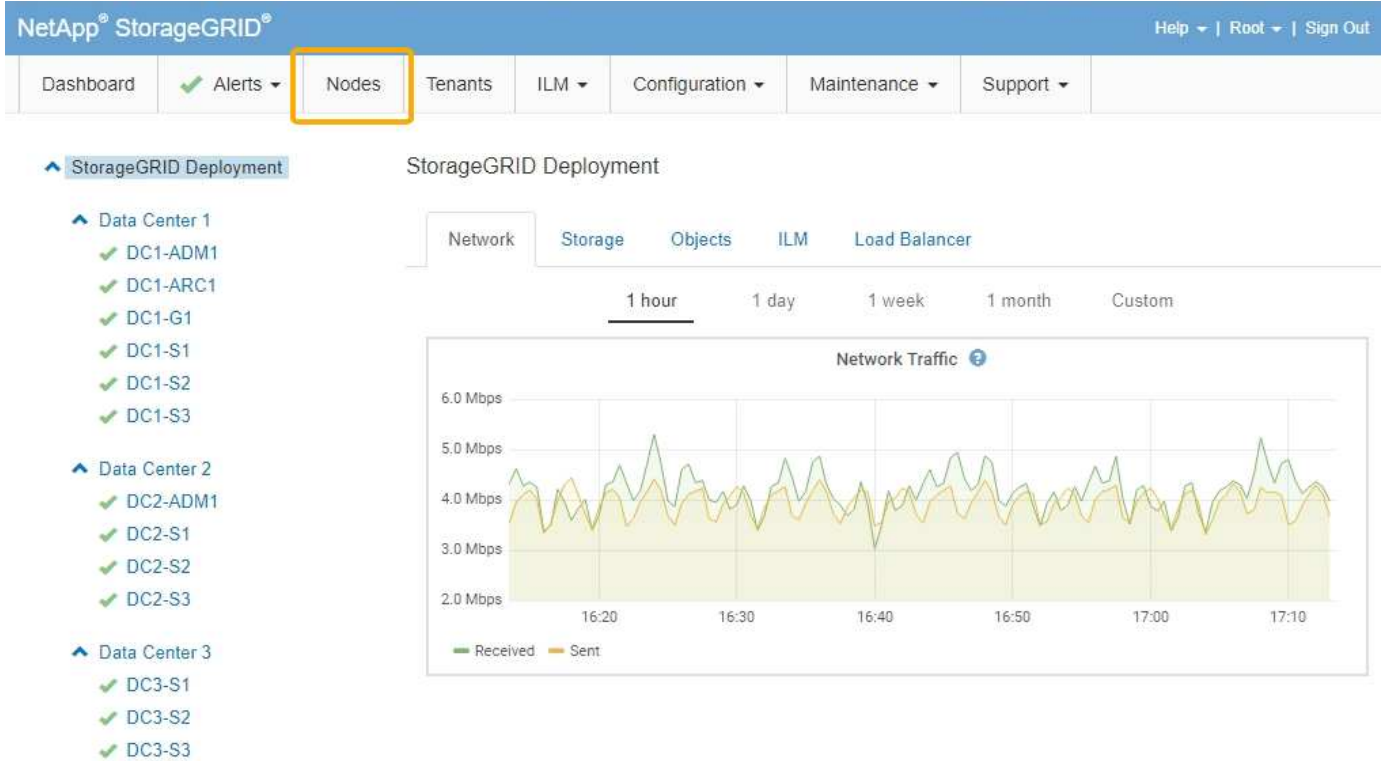 NetApp® StorageGRID®
Help | Root | Sign Out
Dashboard Alerts Nodes Tenants ILM Configuration Maintenance Support
StorageGRID Deployment
Data Center 1
DC1-ADM1
DC1-ARC1
DC1-G1
DC1-S1
DC1-S2
DC1-S3
Data Center 2
DC2-ADM1
DC2-S1
DC2-S2
DC2-S3
Data Center 3
DC3-S1
DC3-S2
DC3-S3
StorageGRID Deployment
Network Storage Objects ILM Load Balancer
1 hour 1 day 1 week 1 month Custom
Network Traffic ?
6.0 Mbps
5.0 Mbps
4.0 Mbps
3.0 Mbps
2.0 Mbps
16:20 16:30 16:40 16:50 17:00 17:10
Received Sent